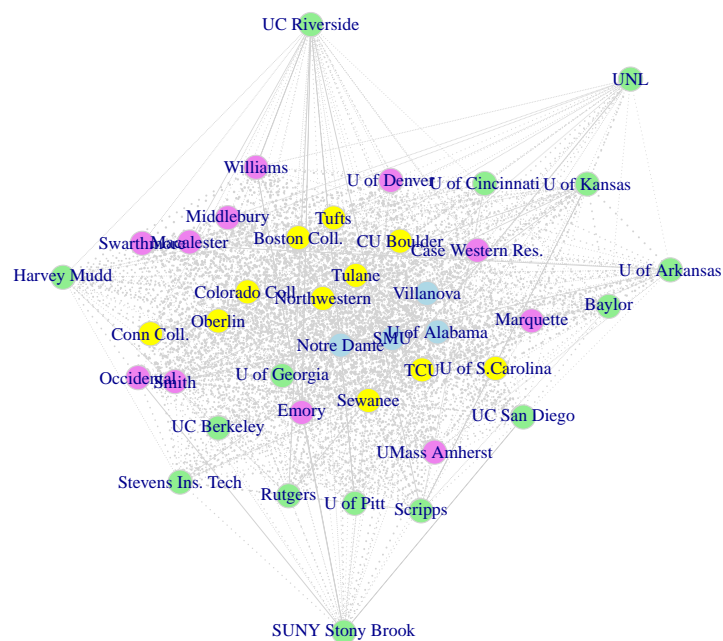 UC Riverside
UNL
Williams
U of Denver
U of Cincinnati
U of Kansas
Middlebury
Tufts
Swarthmore
Macalester
Boston Coll.
CU Boulder
Case Western Res.
Harvey Mudd
Tulane
U of Arkansas
Colorado Coll.
Northwestern
Villanova
Baylor
Conn Coll.
Oberlin
Notre Dame
SMU
U of Alabama
Marquette
Occidental
Smith
U of Georgia
TCU
U of S.Carolina
Sewanee
UC Berkeley
Emory
UC San Diego
UMass Amherst
Stevens Ins. Tech
Rutgers
U of Pitt
Scripps
SUNY Stony Brook